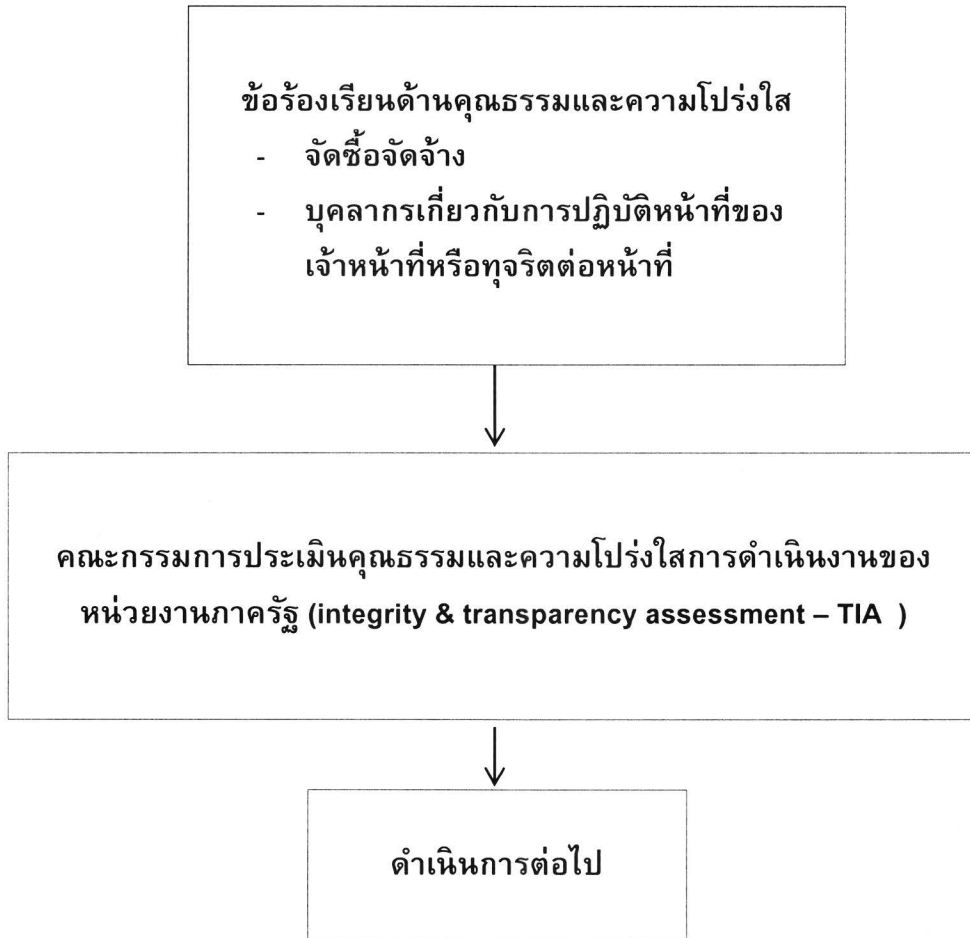 ข้อร้องเรียนด้านคุณธรรมและความโปร่งใส
- จัดซื้อจัดจ้าง
- บุคลากรเกี่ยวกับการปฏิบัติหน้าที่ของ
เจ้าหน้าที่หรือทุจริตต่อหน้าที่
คณะกรรมการประเมินคุณธรรมและความโปร่งใสการดำเนินงานของ
หน่วยงานภาครัฐ (integrity & transparency assessment – TIA )
ดำเนินการต่อไป